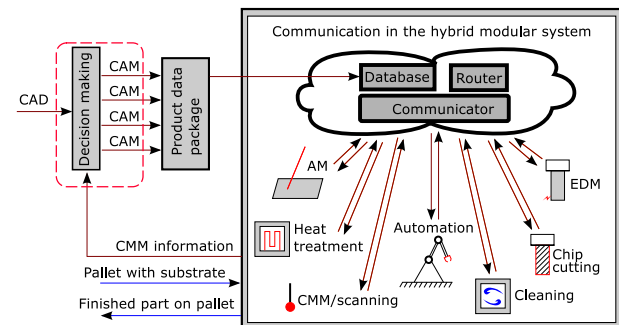 Communication in the hybrid modular system
Database
Router
Communicator
CAD
Decision making
CAM
CAM
CAM
CAM
Product data
package
AM
EDM
Heat
treatment
Automation
Chip
cutting
CMM/scanning
Cleaning
CMM information
Pallet with substrate
Finished part on pallet